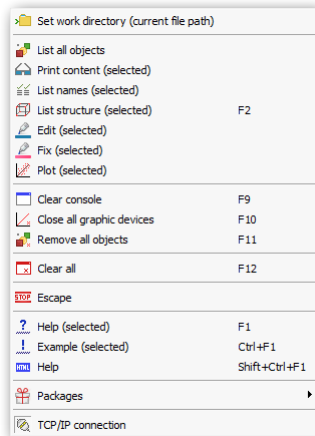 Set work directory (current file path)
List all objects
Print content (selected)
List names (selected)
List structure (selected) F2
Edit (selected)
Fix (selected)
Plot (selected)
Clear console F9
Close all graphic devices F10
Remove all objects F11
Clear all F12
STOP Escape
Help (selected) F1
Example (selected) Ctrl+F1
HTML Help Shift+Ctrl+F1
Packages
TCP/IP connection